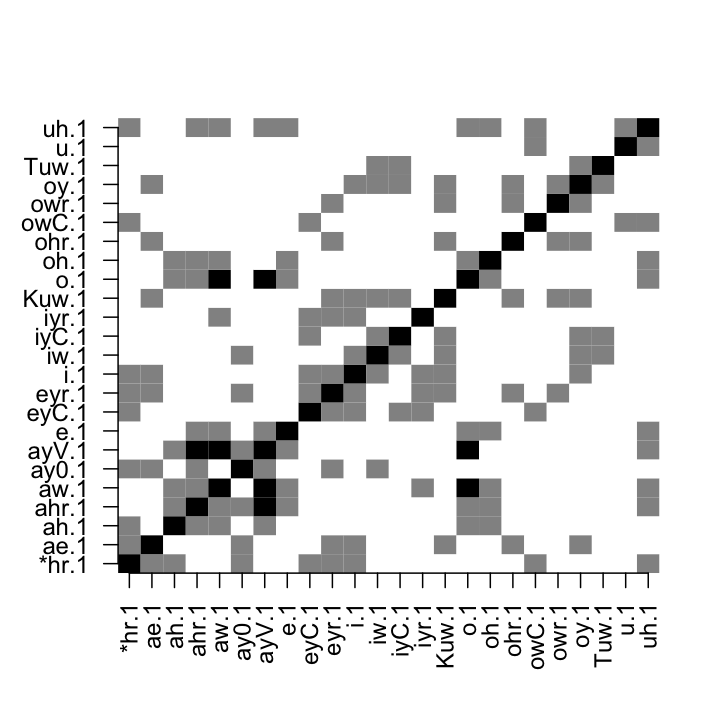 uh.1
u.1
Tuw.1
oy.1
owr.1
owC.1
ohr.1
oh.1
o.1
Kuw.1
iyr.1
iyC.1
iw.1
i.1
eyr.1
eyC.1
e.1
ayV.1
ay0.1
aw.1
ahr.1
ah.1
ae.1
*hr.1
*hr.1
ae.1
ah.1
ahr.1
aw.1
ay0.1
ayV.1
e.1
eyC.1
eyr.1
i.1
iw.1
iyC.1
iyr.1
Kuw.1
o.1
oh.1
ohr.1
owC.1
owr.1
oy.1
Tuw.1
u.1
uh.1